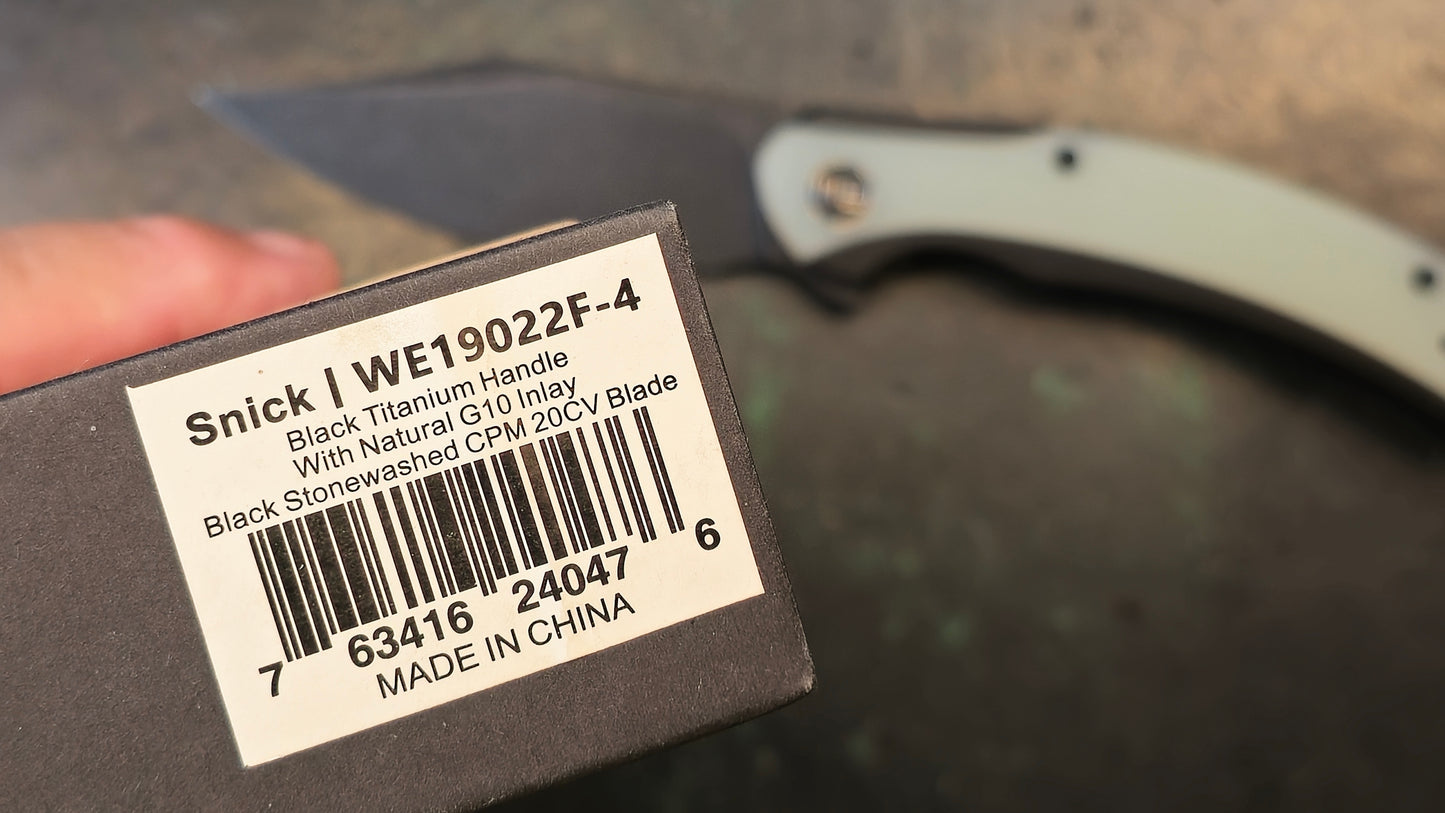 Snick | WE19022F-4
Black Titanium Handle
With Natural G10 Inlay
Black Stonewashed CPM 20CV Blade
7 63416 24047 6
MADE IN CHINA